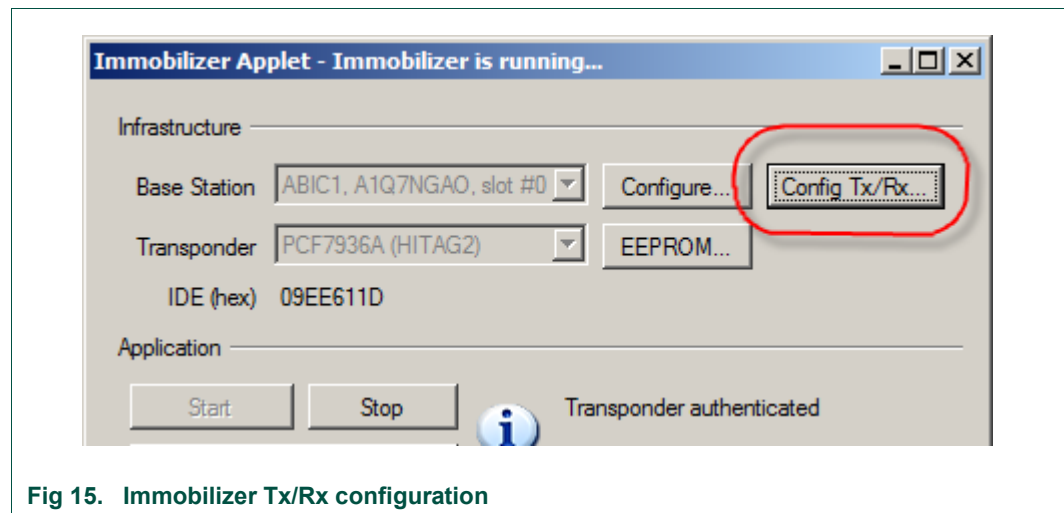 Immobilizer Applet - Immobilizer is running...
Infrastructure
Base Station ABIC1, A1Q7NGAO, slot #0 Configure... Config Tx/Rx...
Transponder PCF7936A (HITAG2) EEPROM...
IDE (hex) 09EE611D
Application
Start Stop Transponder authenticated
Fig 15. Immobilizer Tx/Rx configuration